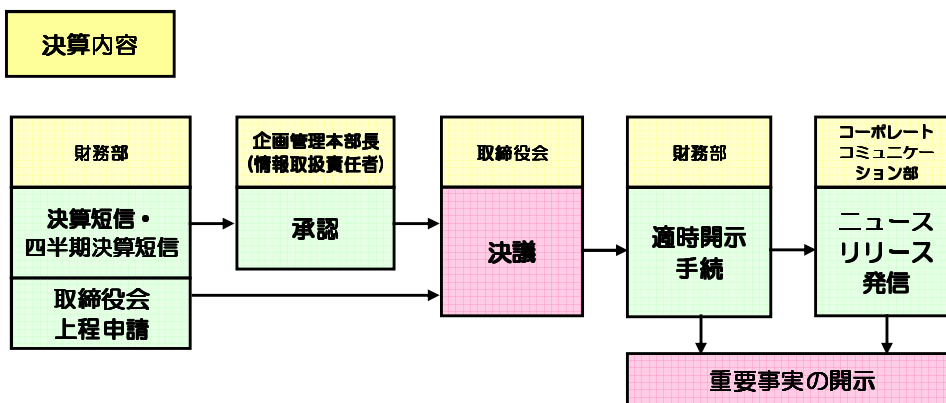 決算内容
財務部
決算短信・
四半期決算短信
取締役会
上程申請
企画管理本部長
(情報取扱責任者)
承認
取締役会
決議
財務部
適時開示
手続
コーポレート
コミュニケー
ション部
ニュース
リリース
発信
重要事実の開示